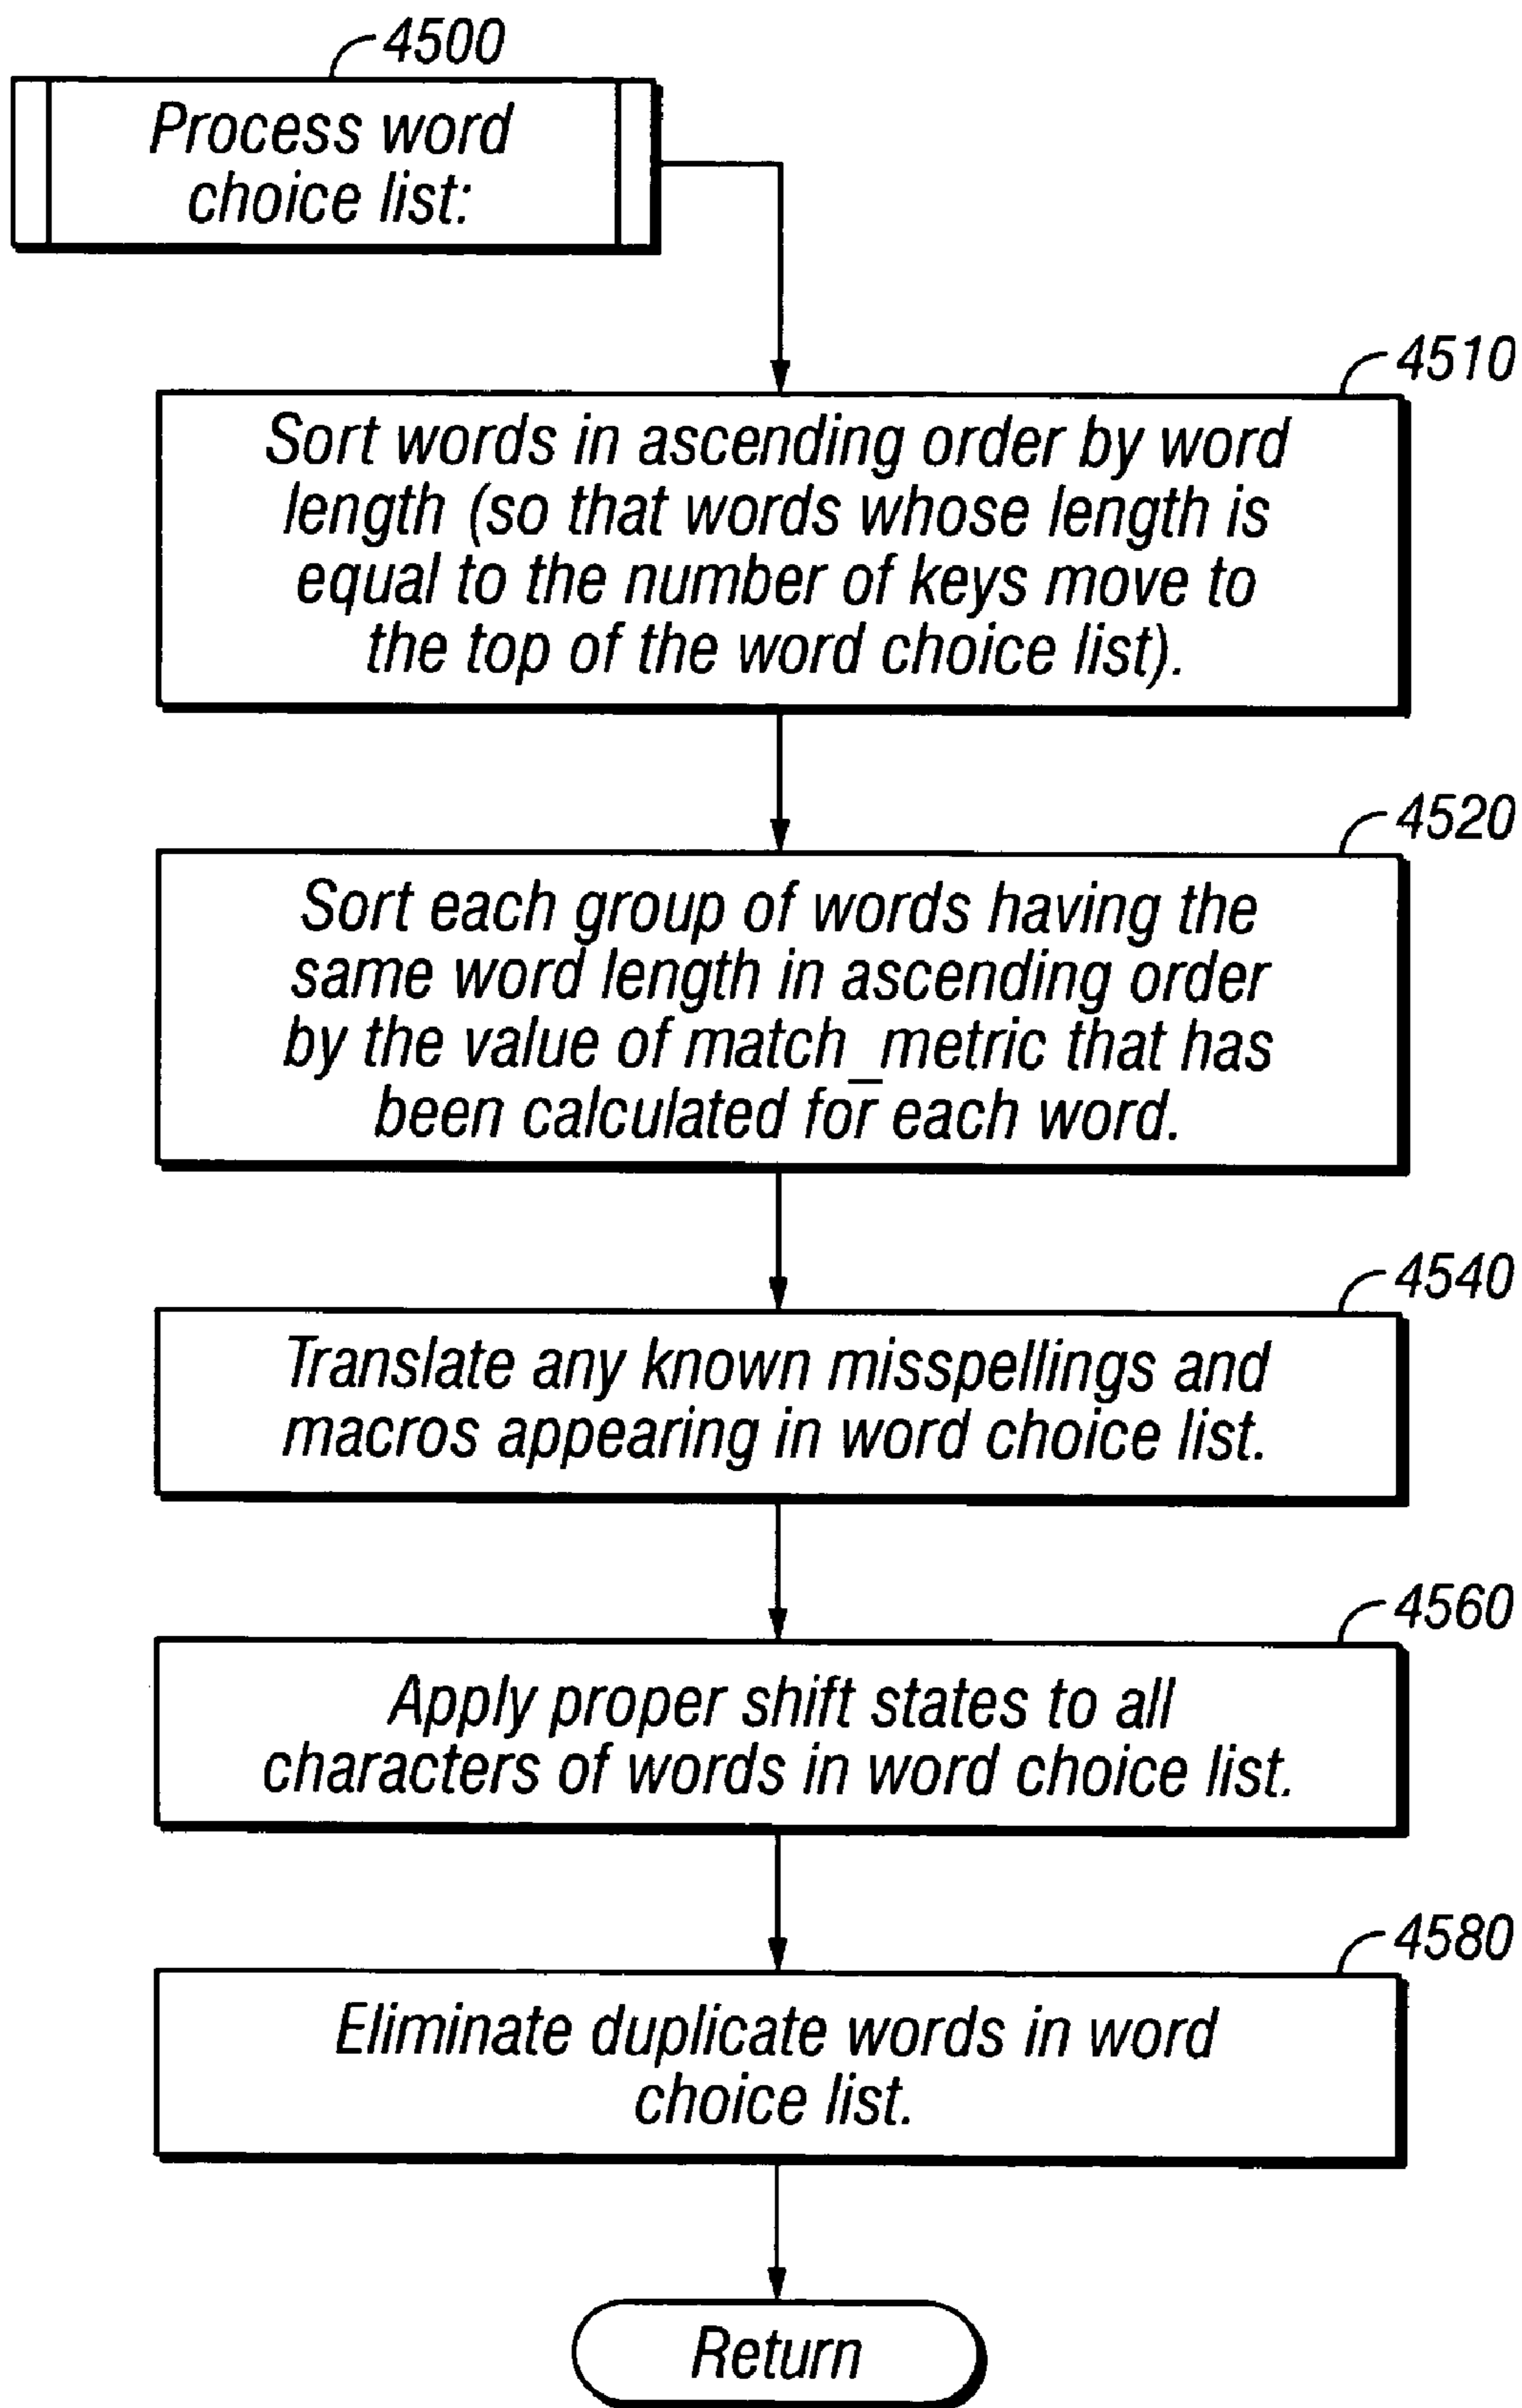 4500
Process word
choice list:
4510
Sort words in ascending order by word
length (so that words whose length is
equal to the number of keys move to
the top of the word choice list).
4520
Sort each group of words having the
same word length in ascending order
by the value of match_metric that has
been calculated for each word.
4540
Translate any known misspellings and
macros appearing in word choice list.
4560
Apply proper shift states to all
characters of words in word choice list.
4580
Eliminate duplicate words in word
choice list.
Return